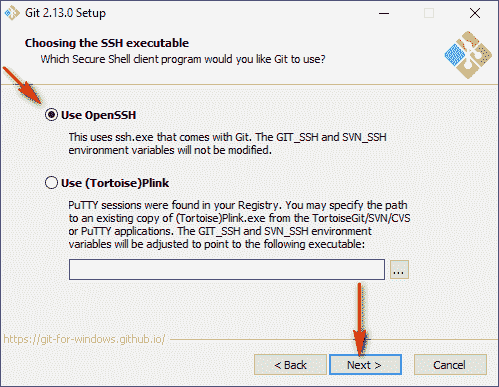 Git 2.13.0 Setup
Choosing the SSH executable
Which Secure Shell client program would you like Git to use?
Use OpenSSH
This uses ssh.exe that comes with Git. The GIT_SSH and SVN_SSH
environment variables will not be modified.
Use (Tortoise)Plink
PuTTY sessions were found in your Registry. You may specify the path
to an existing copy of (Tortoise)Plink.exe from the TortoiseGit/SVN/CVS
or PuTTY applications. The GIT_SSH and SVN_SSH environment
variables will be adjusted to point to the following executable:
...
https://git-for-windows.github.io/
< Back
Next >
Cancel